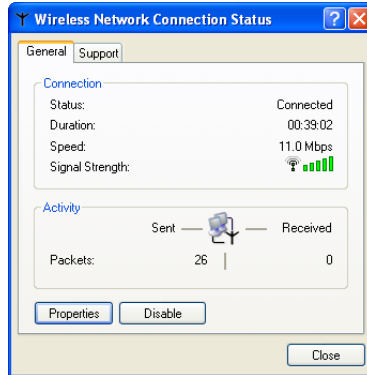 Wireless Network Connection Status
General Support
Connection
Status: Connected
Duration: 00:39:02
Speed: 11.0 Mbps
Signal Strength:
Activity
Sent Received
Packets: 26 0
Properties Disable
Close